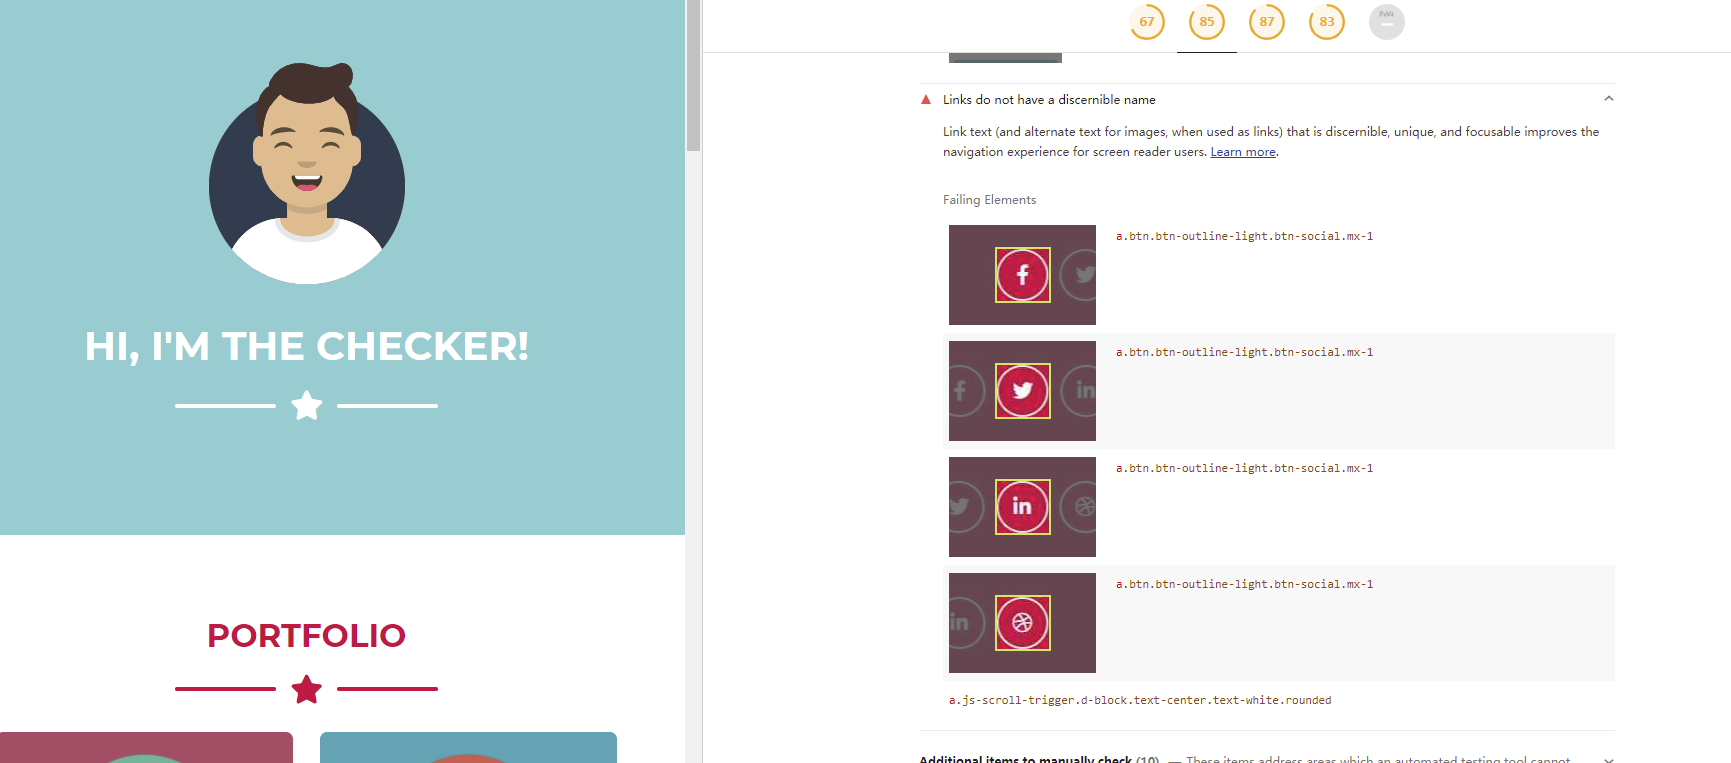 HI, I'M THE CHECKER!
PORTFOLIO
67 85 87 83
Links do not have a discernible name
Link text (and alternate text for images, when used as links) that is discernible, unique, and focusable improves the
navigation experience for screen reader users. Learn more.
Failing Elements
a.btn.btn-outline-light.btn-social.mx-1
a.btn.btn-outline-light.btn-social.mx-1
a.btn.btn-outline-light.btn-social.mx-1
a.btn.btn-outline-light.btn-social.mx-1
a.js-scroll-trigger.d-block.text-center.text-white.rounded
Additional items to manually check (10) — These items address areas which an automated testing tool cannot